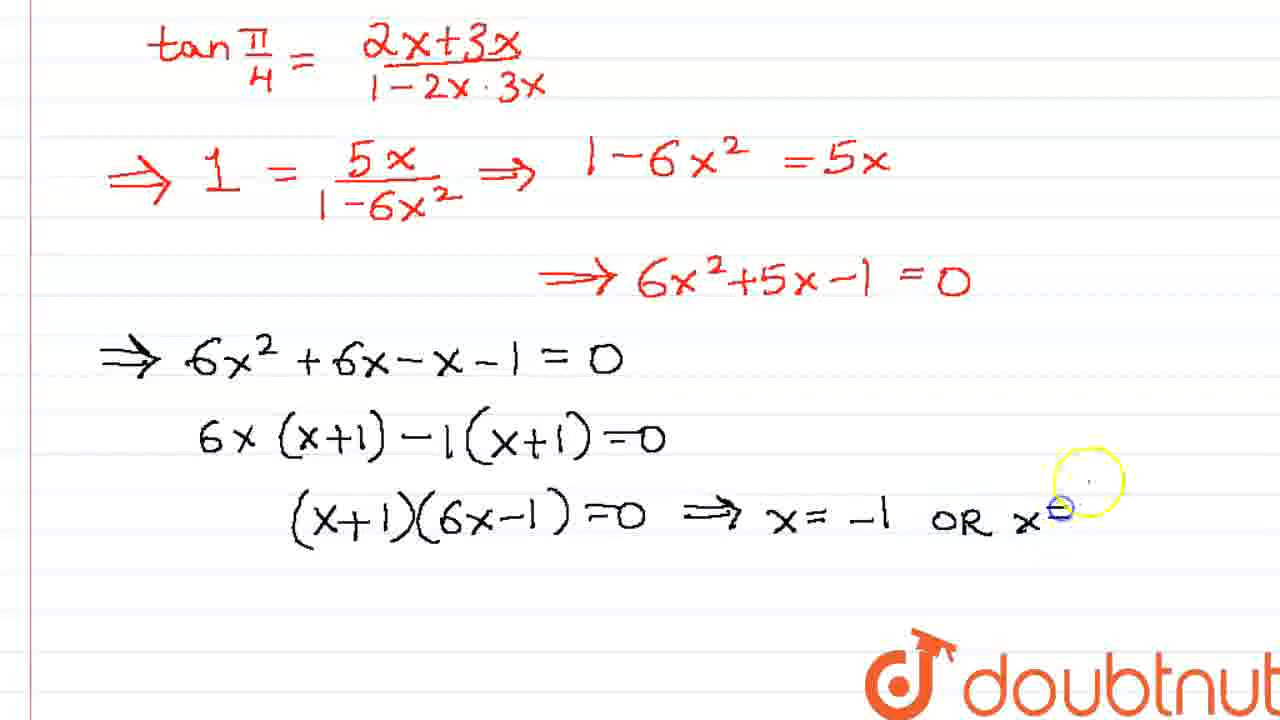 tan π/4 = (2x+3x)/(1-2x·3x)
⇒ 1 = 5x/(1-6x²) ⇒ 1-6x² = 5x
⇒ 6x²+5x-1 = 0
⇒ 6x² + 6x - x - 1 = 0
6x (x+1) - 1 (x+1) = 0
(x+1)(6x-1) = 0 ⇒ x = -1 OR x =
doubtnut